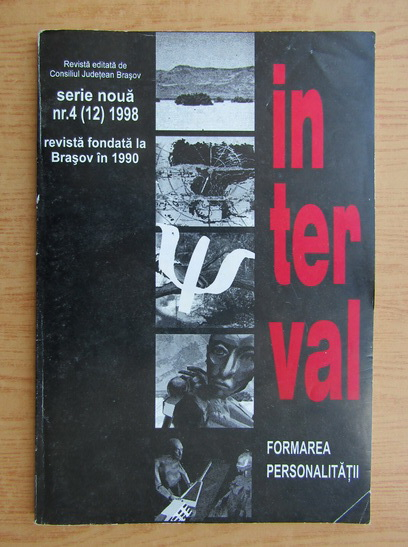 Revistă editată de
Consiliul Județean Brașov
serie nouă
nr.4 (12) 1998
revistă fondată la
Brașov în 1990
in
ter
val
FORMAREA
PERSONALITĂȚII